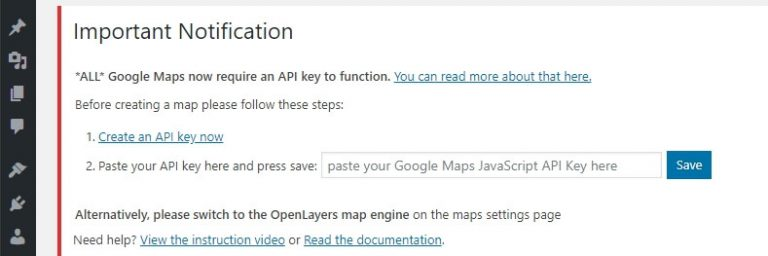 Important Notification
*ALL* Google Maps now require an API key to function. You can read more about that here.
Before creating a map please follow these steps:
1. Create an API key now
2. Paste your API key here and press save: paste your Google Maps JavaScript API Key here Save
Alternatively, please switch to the OpenLayers map engine on the maps settings page
Need help? View the instruction video or Read the documentation.